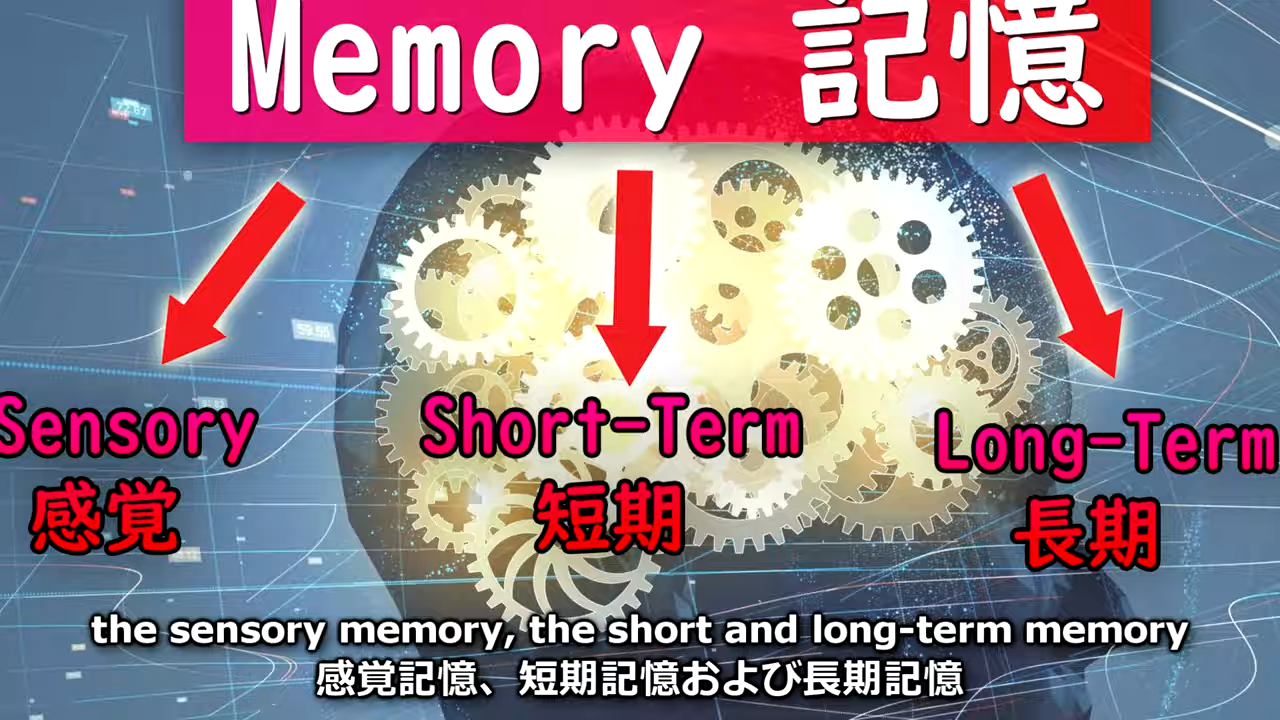 Memory 記憶
Sensory
感覚
Short-Term
短期
Long-Term
長期
the sensory memory, the short and long-term memory
感覚記憶、短期記憶および長期記憶